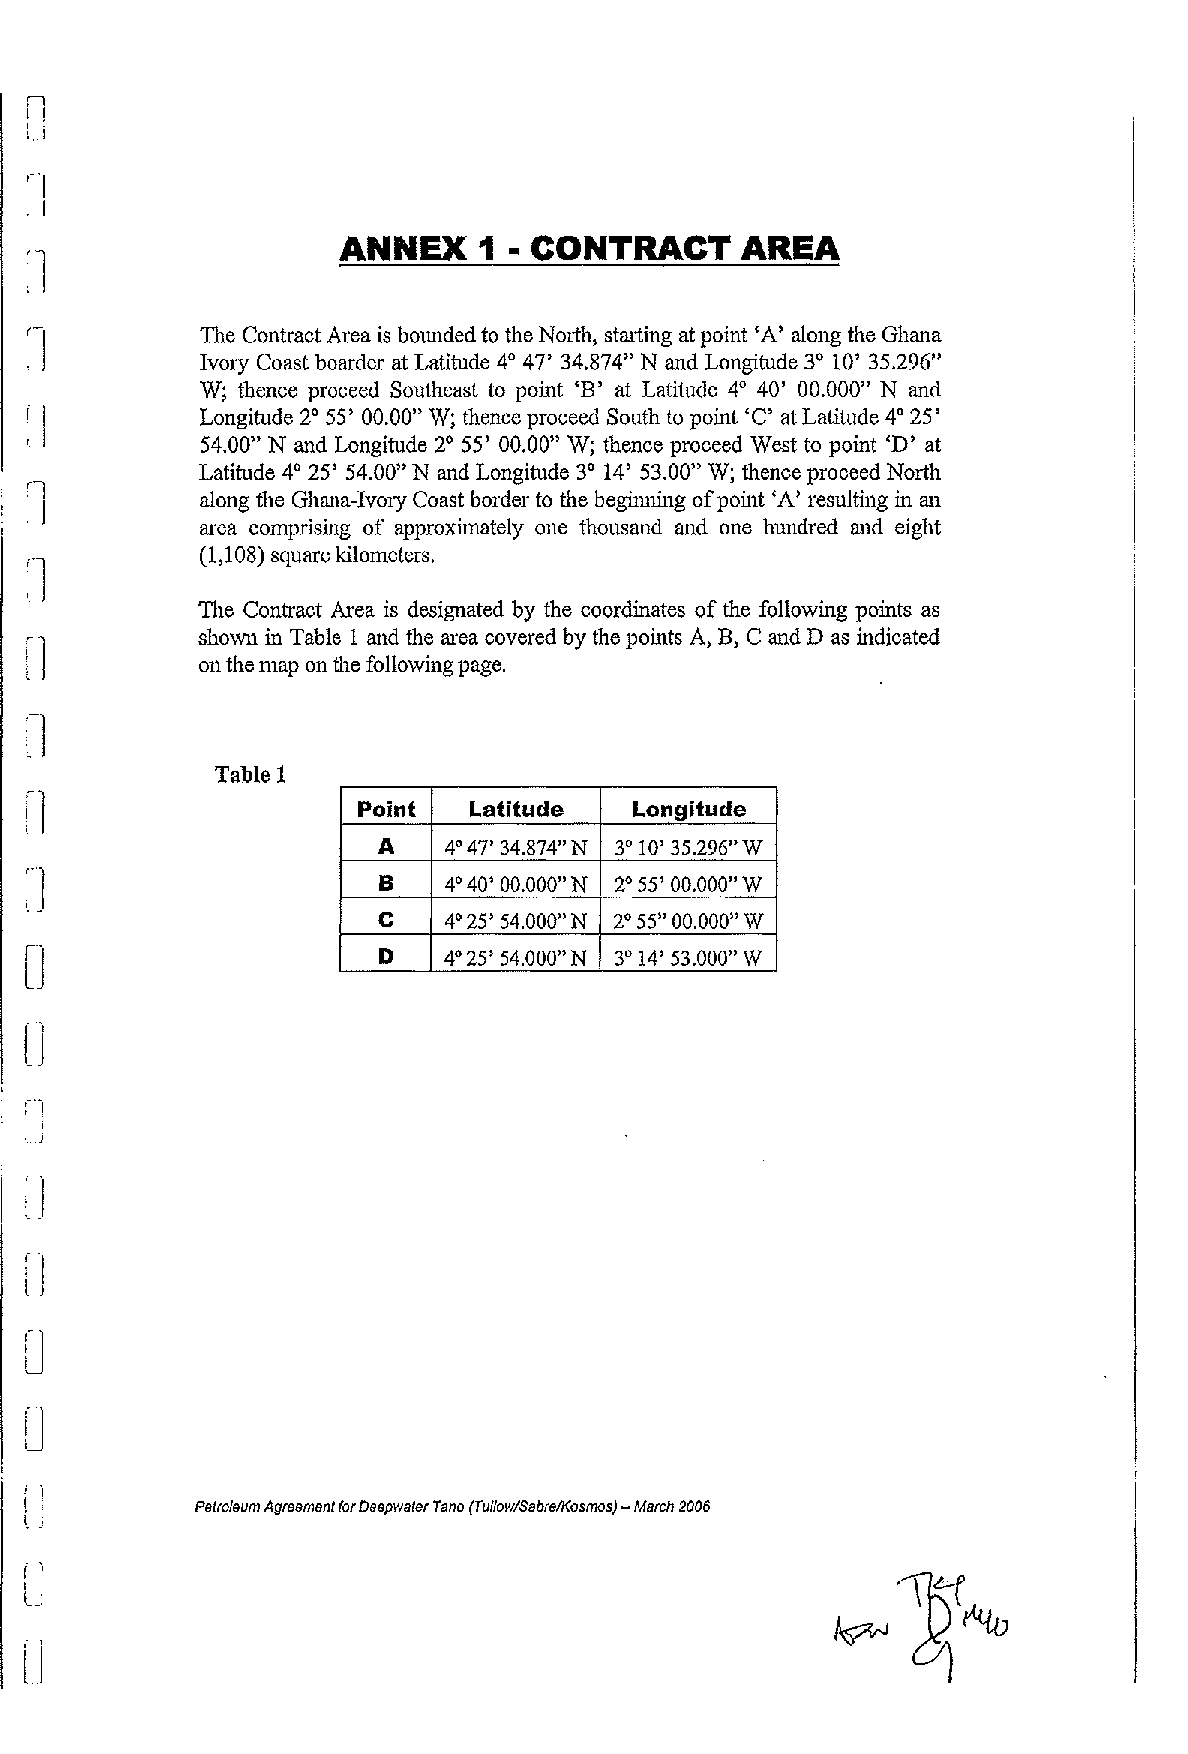 ANNEX 1 - CONTRACT AREA
The Contract Area is bounded to the North, starting at point ‘A’ along the Ghana
Ivory Coast boarder at Latitude 4° 47’ 34.874” N and Longitude 3° 10’ 35.296”
W; thence proceed Southeast to point ‘B’ at Latitude 4° 40’ 00.000” N and
Longitude 2° 55’ 00.00” W; thence proceed South to point ‘C’ at Latitude 4° 25’
54.00” N and Longitude 2° 55’ 00.00” W; thence proceed West to point ‘D’ at
Latitude 4° 25’ 54.00” N and Longitude 3° 14’ 53.00” W; thence proceed North
along the Ghana-Ivory Coast border to the beginning of point ‘A’ resulting in an
area comprising of approximately one thousand and one hundred and eight
(1,108) square kilometers.
The Contract Area is designated by the coordinates of the following points as
shown in Table 1 and the area covered by the points A, B, C and D as indicated
on the map on the following page.
Table 1
Point Latitude Longitude
A 4° 47’ 34.874” N 3° 10’ 35.296” W
B 4° 40’ 00.000” N 2° 55’ 00.000” W
C 4° 25’ 54.000” N 2° 55” 00.000” W
D 4° 25’ 54.000” N 3° 14’ 53.000” W
Petroleum Agreement for Deepwater Tano (Tullow/Sabre/Kosmos) – March 2006